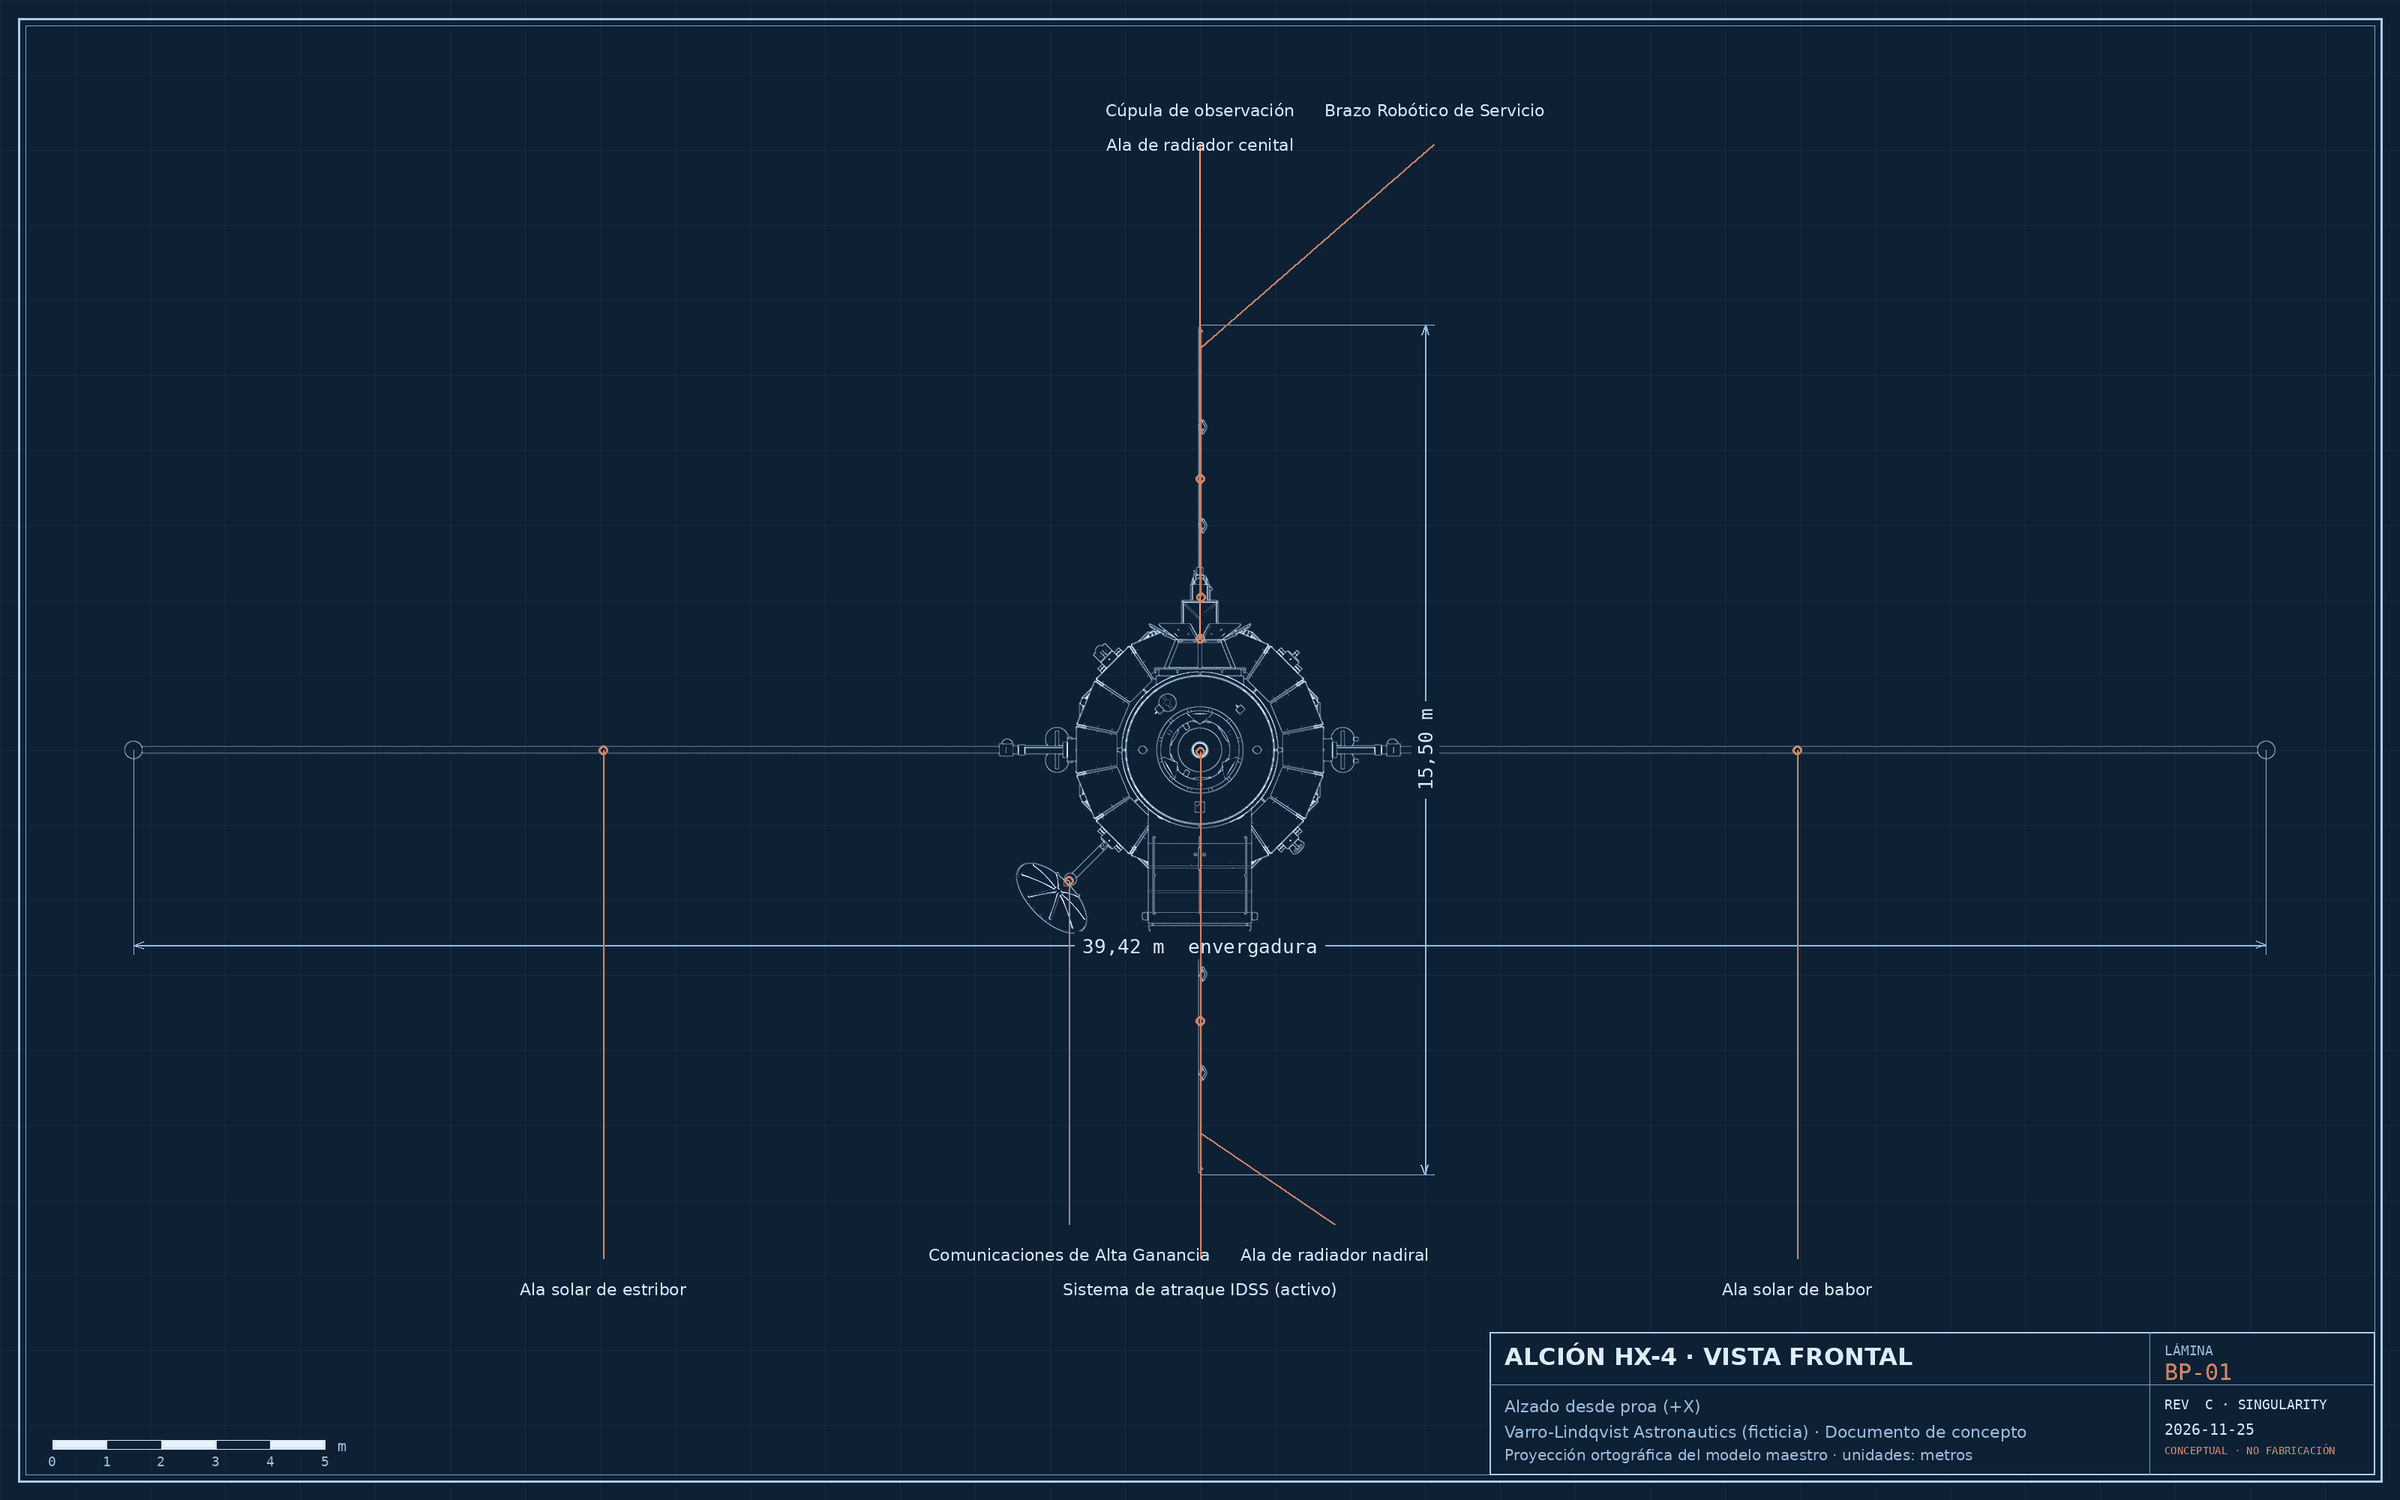 Cúpula de observación
Brazo Robótico de Servicio
Ala de radiador cenital
15,50 m
39,42 m envergadura
Comunicaciones de Alta Ganancia
Ala de radiador nadiral
Ala solar de estribor
Sistema de atraque IDSS (activo)
Ala solar de babor
ALCIÓN HX-4 · VISTA FRONTAL
LÁMINA
BP-01
Alzado desde proa (+X)
Varro-Lindqvist Astronautics (ficticia) · Documento de concepto
Proyección ortográfica del modelo maestro · unidades: metros
REV C · SINGULARITY
2026-11-25
CONCEPTUAL · NO FABRICACIÓN
m
0 1 2 3 4 5